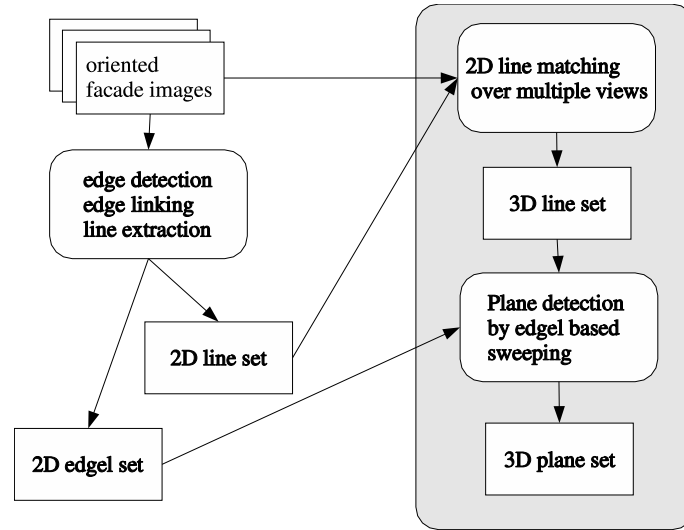 oriented
facade images
edge detection
edge linking
line extraction
2D line set
2D edgel set
2D line matching
over multiple views
3D line set
Plane detection
by edgel based
sweeping
3D plane set